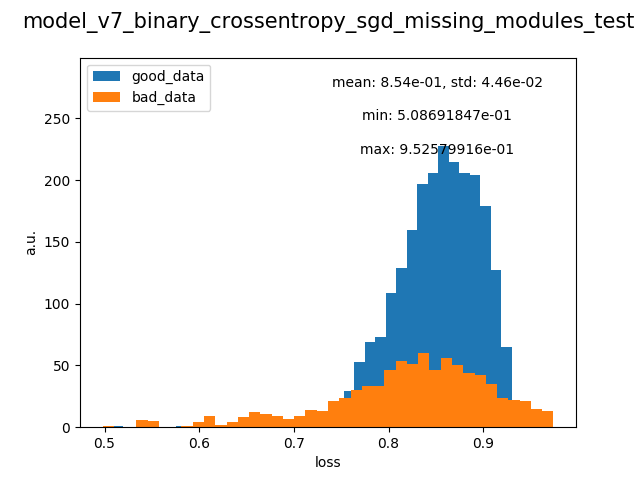 model_v7_binary_crossentropy_sgd_missing_modules_test
good_data
bad_data
mean: 8.54e-01, std: 4.46e-02
min: 5.08691847e-01
max: 9.52579916e-01
a.u.
250
200
150
100
50
0
0.5 0.6 0.7 0.8 0.9
loss